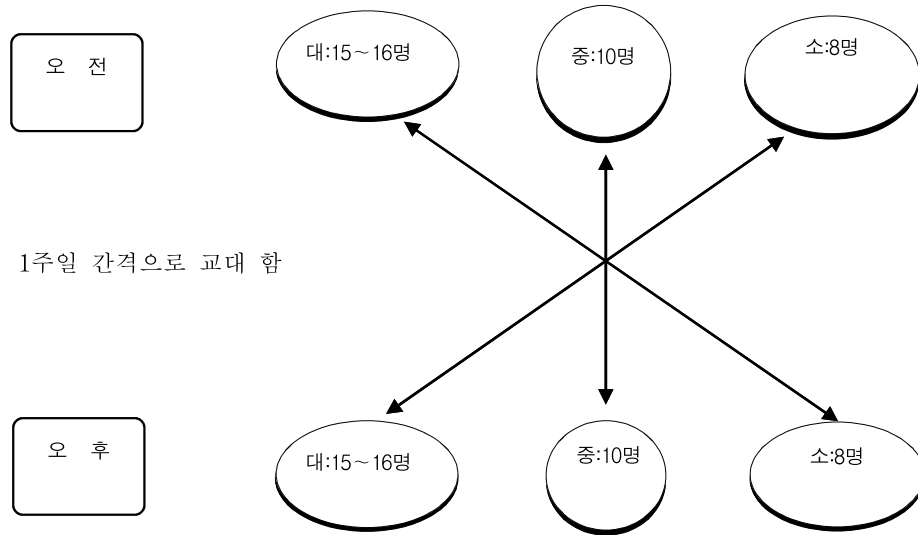 오 전
대:15～16명
중:10명
소:8명
1주일 간격으로 교대 함
오 후
대:15～16명
중:10명
소:8명